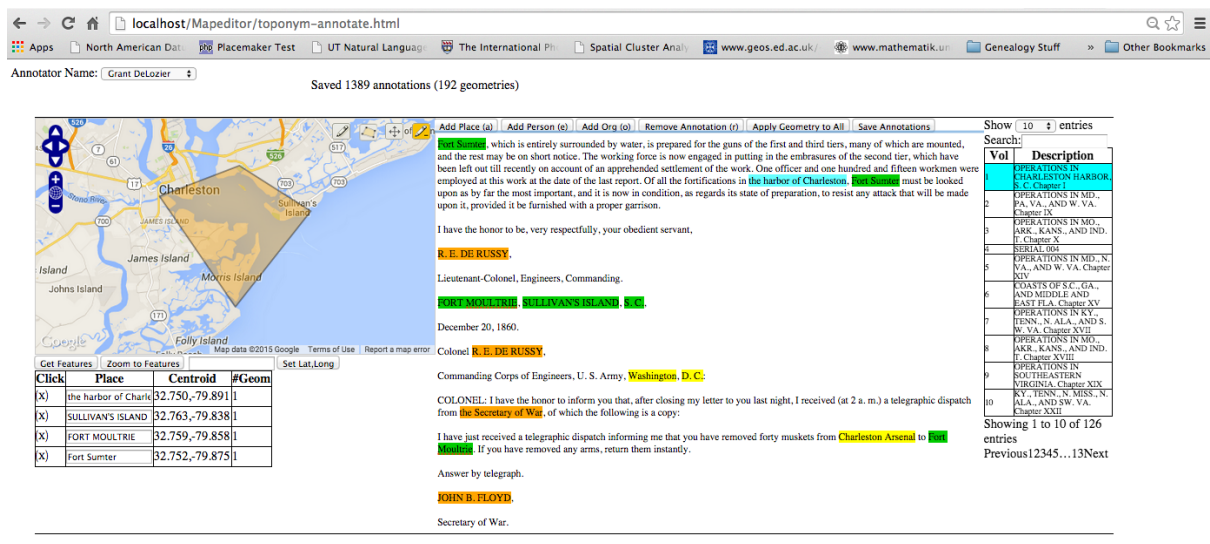 localhost/Mapeditor/toponym-annotate.html
Apps North American Dat php Placemaker Test UT Natural Language The International Ph Spatial Cluster Analy www.geos.ed.ac.uk/ www.mathematik.un Genealogy Stuff » Other Bookmarks
Annotator Name: Grant DeLozier
Saved 1389 annotations (192 geometries)
526
7
61
17
526
517
703
703
Charleston
Sullivan's
Island
Stono River
700
JAMES ISLAND
James Island
Island
Morris Island
Johns Island
171
Folly Island
Google
Map data ©2015 Google Terms of Use Report a map error
Get Features Zoom to Features Set Lat,Long
Click Place Centroid #Geom
(x) the harbor of Charle 32.750,-79.891 1
(x) SULLIVAN'S ISLAND 32.763,-79.838 1
(x) FORT MOULTRIE 32.759,-79.858 1
(x) Fort Sumter 32.752,-79.875 1
Add Place (a) Add Person (e) Add Org (o) Remove Annotation (r) Apply Geometry to All Save Annotations
Fort Sumter, which is entirely surrounded by water, is prepared for the guns of the first and third tiers, many of which are mounted,
and the rest may be on short notice. The working force is now engaged in putting in the embrasures of the second tier, which have
been left out till recently on account of an apprehended settlement of the work. One officer and one hundred and fifteen workmen were
employed at this work at the date of the last report. Of all the fortifications in the harbor of Charleston, Fort Sumter must be looked
upon as by far the most important, and it is now in condition, as regards its state of preparation, to resist any attack that will be made
upon it, provided it be furnished with a proper garrison.
I have the honor to be, very respectfully, your obedient servant,
R. E. DE RUSSY,
Lieutenant-Colonel, Engineers, Commanding.
FORT MOULTRIE, SULLIVAN'S ISLAND, S. C.,
December 20, 1860.
Colonel R. E. DE RUSSY,
Commanding Corps of Engineers, U. S. Army, Washington, D. C.:
COLONEL: I have the honor to inform you that, after closing my letter to you last night, I received (at 2 a. m.) a telegraphic dispatch
from the Secretary of War, of which the following is a copy:
I have just received a telegraphic dispatch informing me that you have removed forty muskets from Charleston Arsenal to Fort
Moultrie. If you have removed any arms, return them instantly.
Answer by telegraph.
JOHN B. FLOYD,
Secretary of War.
Show 10 entries
Search:
Vol Description
1 OPERATIONS IN
CHARLESTON HARBOR,
S. C. Chapter I
2 OPERATIONS IN MD.,
PA., VA., AND W. VA.
Chapter IX
3 OPERATIONS IN MO.,
ARK., KANS., AND IND.
T. Chapter X
4 SERIAL 004
5 OPERATIONS IN MD., N.
VA., AND W. VA. Chapter
XIV
6 COASTS OF S.C., GA.,
AND MIDDLE AND
EAST FLA. Chapter XV
7 OPERATIONS IN KY.,
TENN., N. ALA., AND S.
W. VA. Chapter XVII
8 OPERATIONS IN MO.,
AKR., KANS., AND IND.
T. Chapter XVIII
9 OPERATIONS IN
SOUTHEASTERN
VIRGINIA. Chapter XIX
10 KY., TENN., N. MISS., N.
ALA., AND SW. VA.
Chapter XXII
Showing 1 to 10 of 126
entries
Previous12345…13Next